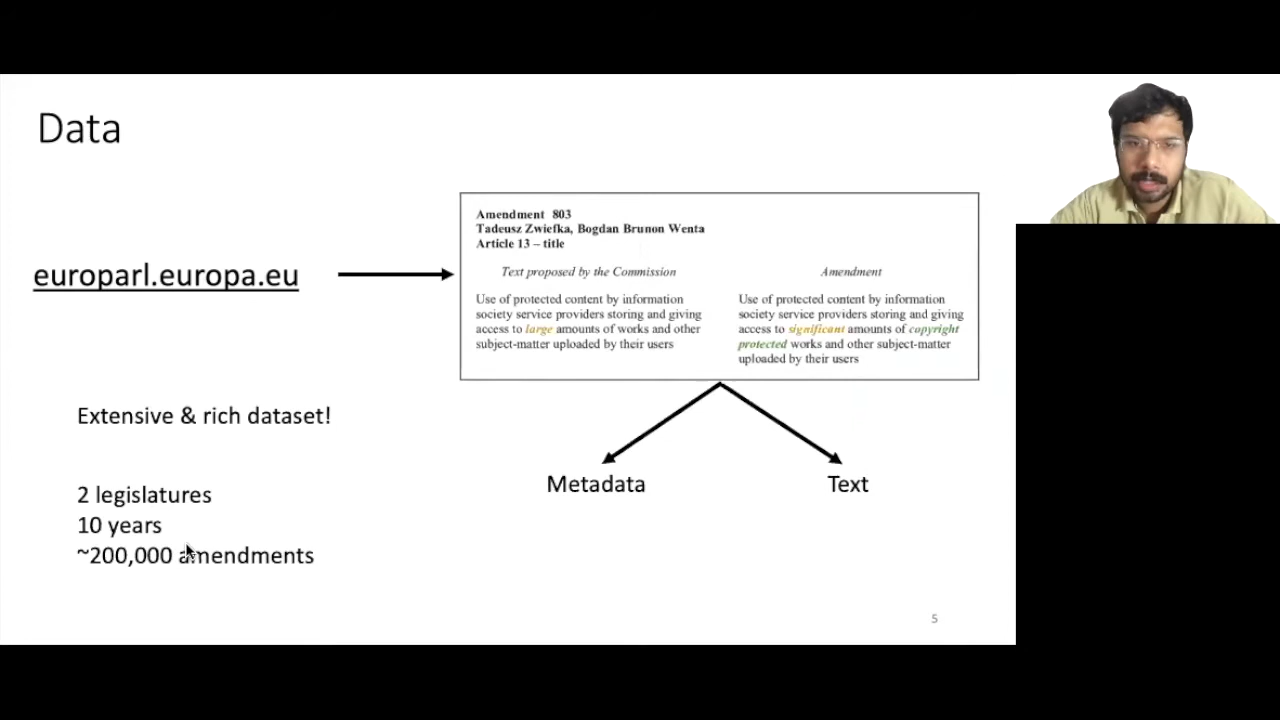 Data
europarl.europa.eu
Amendment 803
Tadeusz Zwiefka, Bogdan Brunon Wenta
Article 13 – title
Text proposed by the Commission
Use of protected content by information
society service providers storing and giving
access to large amounts of works and other
subject-matter uploaded by their users
Amendment
Use of protected content by information
society service providers storing and giving
access to significant amounts of copyright
protected works and other subject-matter
uploaded by their users
Extensive & rich dataset!
Metadata
Text
2 legislatures
10 years
~200,000 amendments
5